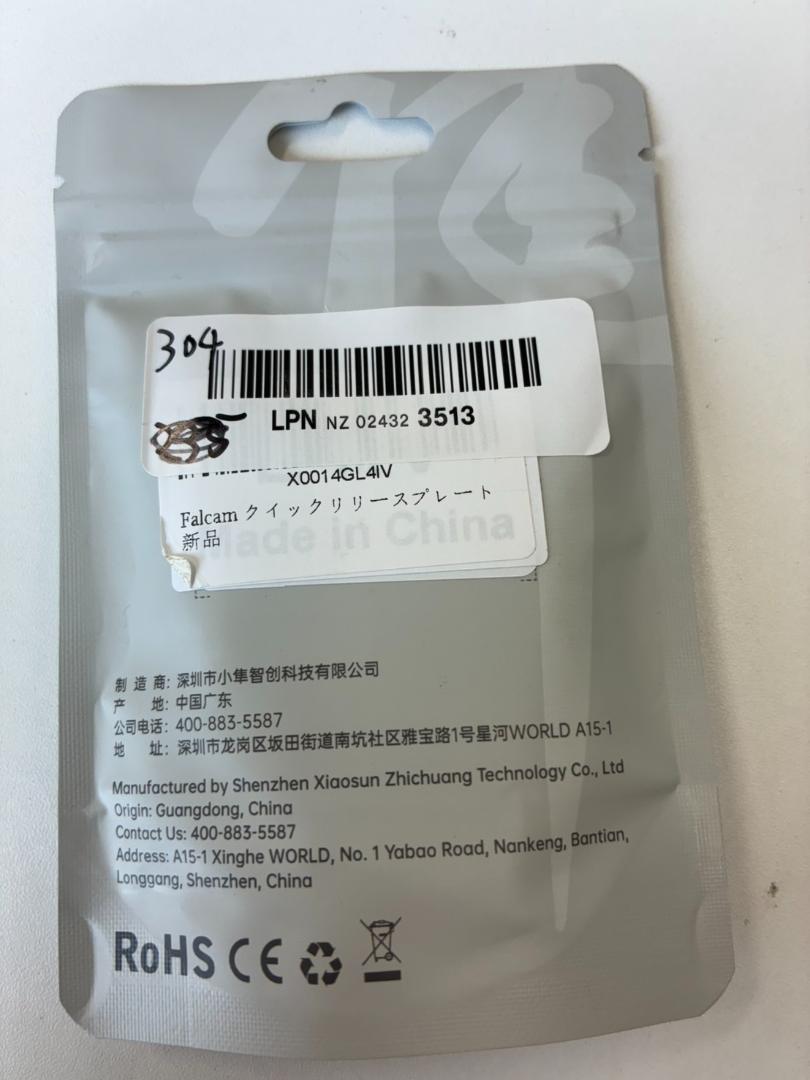 304
LPN NZ 02432 3513
X0014GL4IV
Falcam クイックリリースプレート
新品
Made in China
制 造 商: 深圳市小隼智创科技有限公司
产 地: 中国广东
公司电话: 400-883-5587
地 址: 深圳市龙岗区坂田街道南坑社区雅宝路1号星河WORLD A15-1
Manufactured by Shenzhen Xiaosun Zhichuang Technology Co., Ltd
Origin: Guangdong, China
Contact Us: 400-883-5587
Address: A15-1 Xinghe WORLD, No. 1 Yabao Road, Nankeng, Bantian,
Longgang, Shenzhen, China
RoHS CE